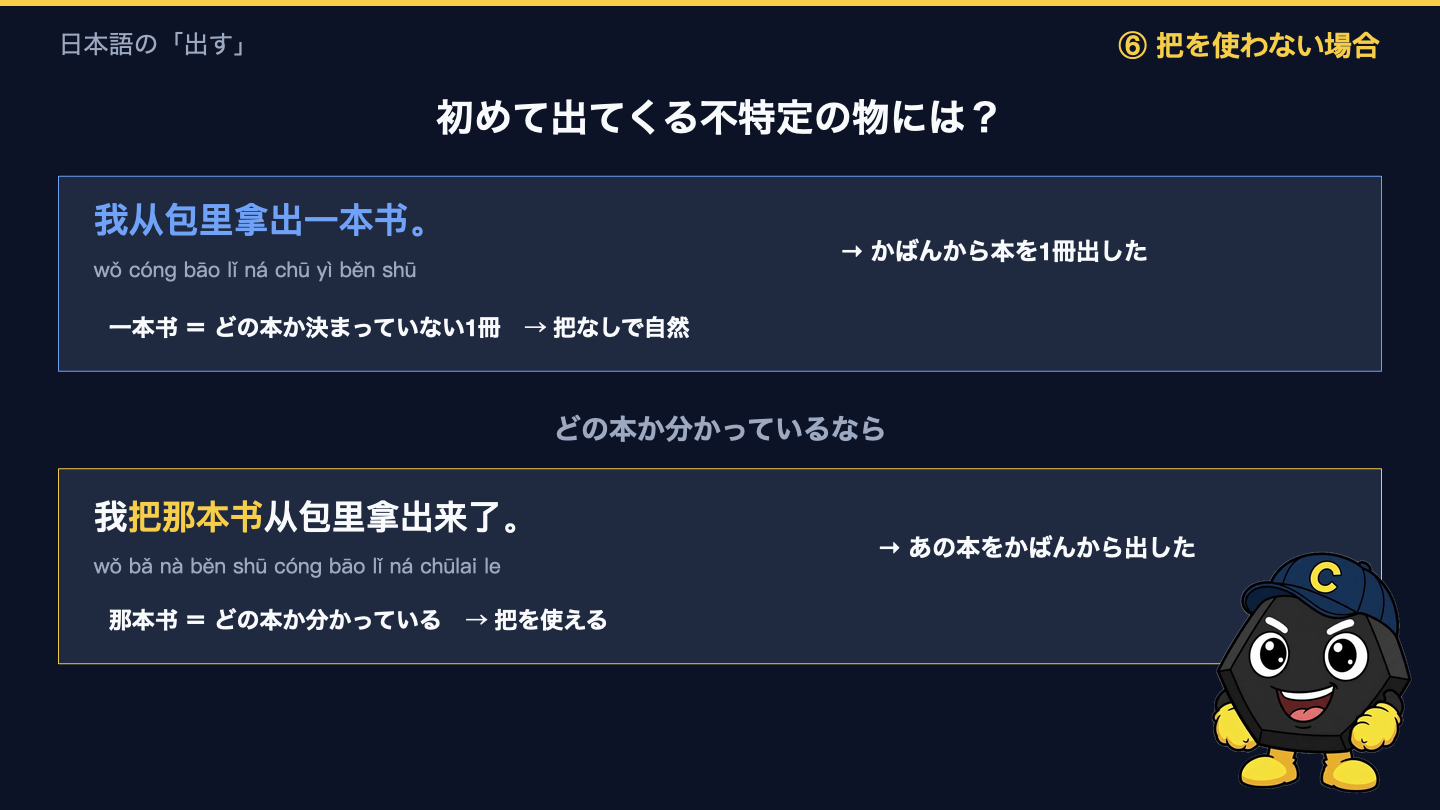 日本語の「出す」
⑥ 把を使わない場合
初めて出てくる不特定の物には？
我从包里拿出一本书。
wǒ cóng bāo lǐ ná chū yì běn shū
→ かばんから本を1冊出した
一本书 ＝ どの本か決まっていない1冊　→ 把なしで自然
どの本か分かっているなら
我把那本书从包里拿出来了。
wǒ bǎ nà běn shū cóng bāo lǐ ná chūlai le
→ あの本をかばんから出した
那本书 ＝ どの本か分かっている　→ 把を使える
C